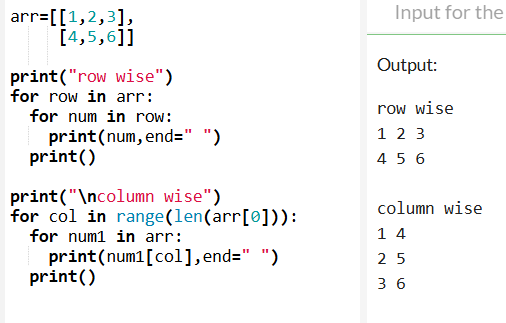 arr=[[1,2,3],
     [4,5,6]]

print("row wise")
for row in arr:
  for num in row:
    print(num,end=" ")
  print()

print("\ncolumn wise")
for col in range(len(arr[0])):
  for num1 in arr:
    print(num1[col],end=" ")
  print()

Input for the
Output:
row wise
1 2 3
4 5 6

column wise
1 4
2 5
3 6